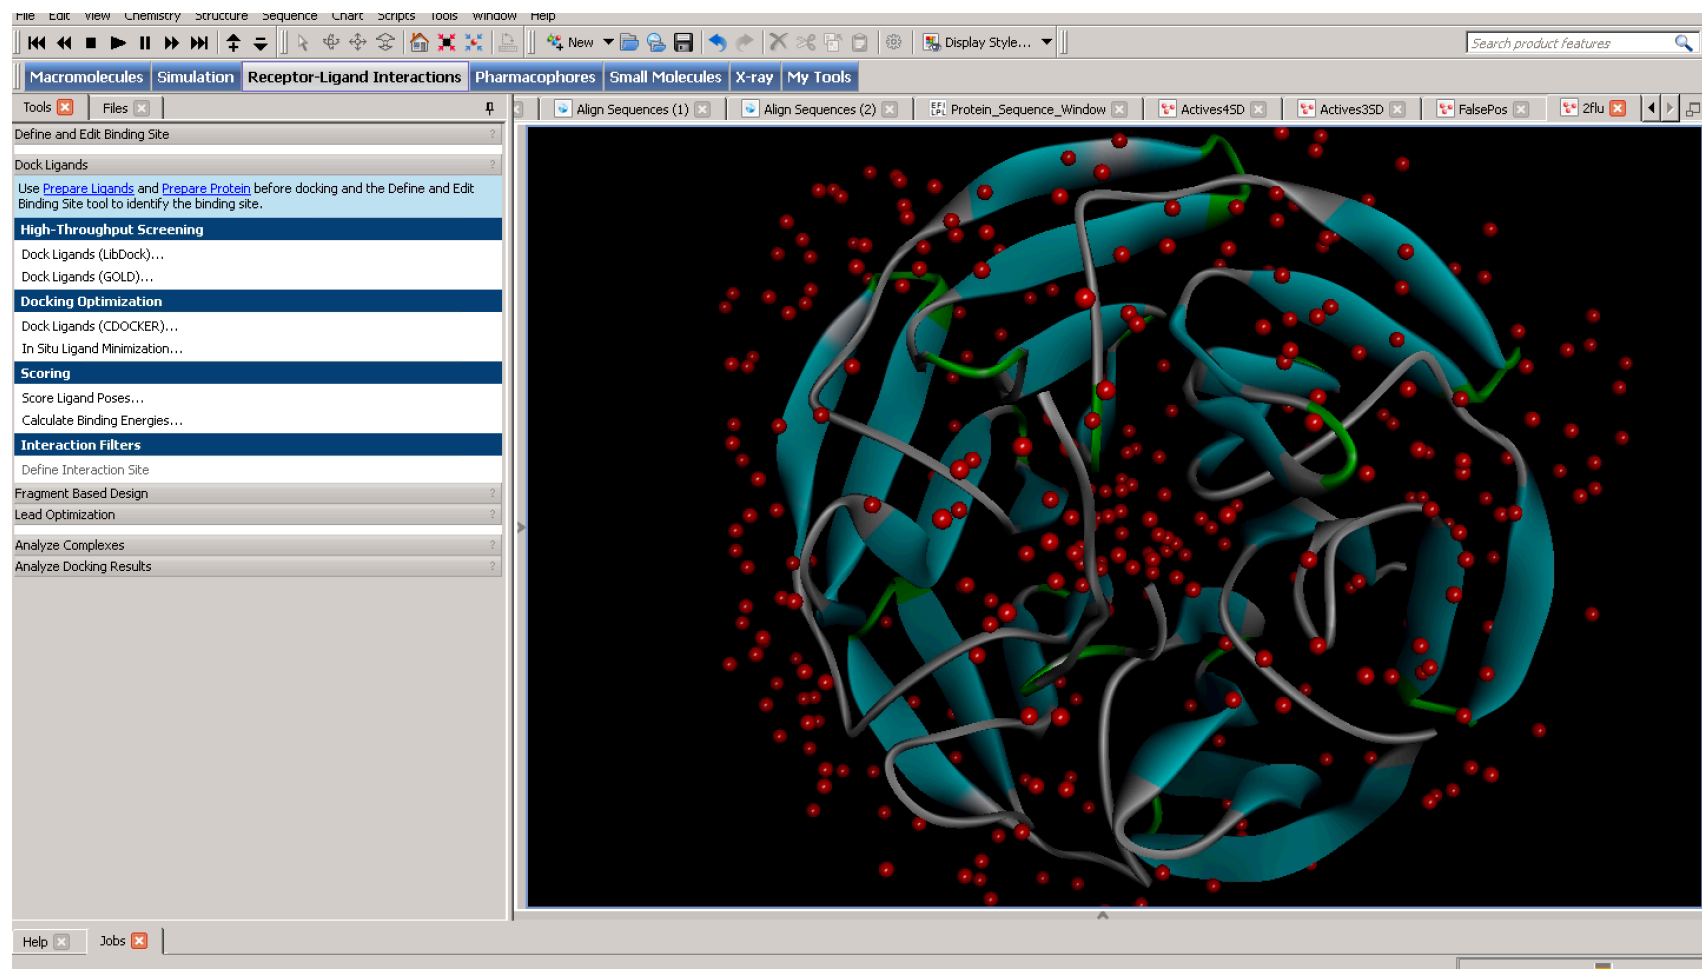 File Edit View Chemistry Structure Sequence Chart Scripts Tools Window Help
New Display Style... Search product features
Macromolecules Simulation Receptor-Ligand Interactions Pharmacophores Small Molecules X-ray My Tools
Tools Files Align Sequences (1) Align Sequences (2) EFI LPL Protein_Sequence_Window Actives4SD Actives3SD FalsePos 2flu
Define and Edit Binding Site ?
Dock Ligands ?
Use Prepare Ligands and Prepare Protein before docking and the Define and Edit
Binding Site tool to identify the binding site.
High-Throughput Screening
Dock Ligands (LibDock)...
Dock Ligands (GOLD)...
Docking Optimization
Dock Ligands (CDOCKER)...
In Situ Ligand Minimization...
Scoring
Score Ligand Poses...
Calculate Binding Energies...
Interaction Filters
Define Interaction Site
Fragment Based Design ?
Lead Optimization ?
Analyze Complexes ?
Analyze Docking Results ?
Help Jobs